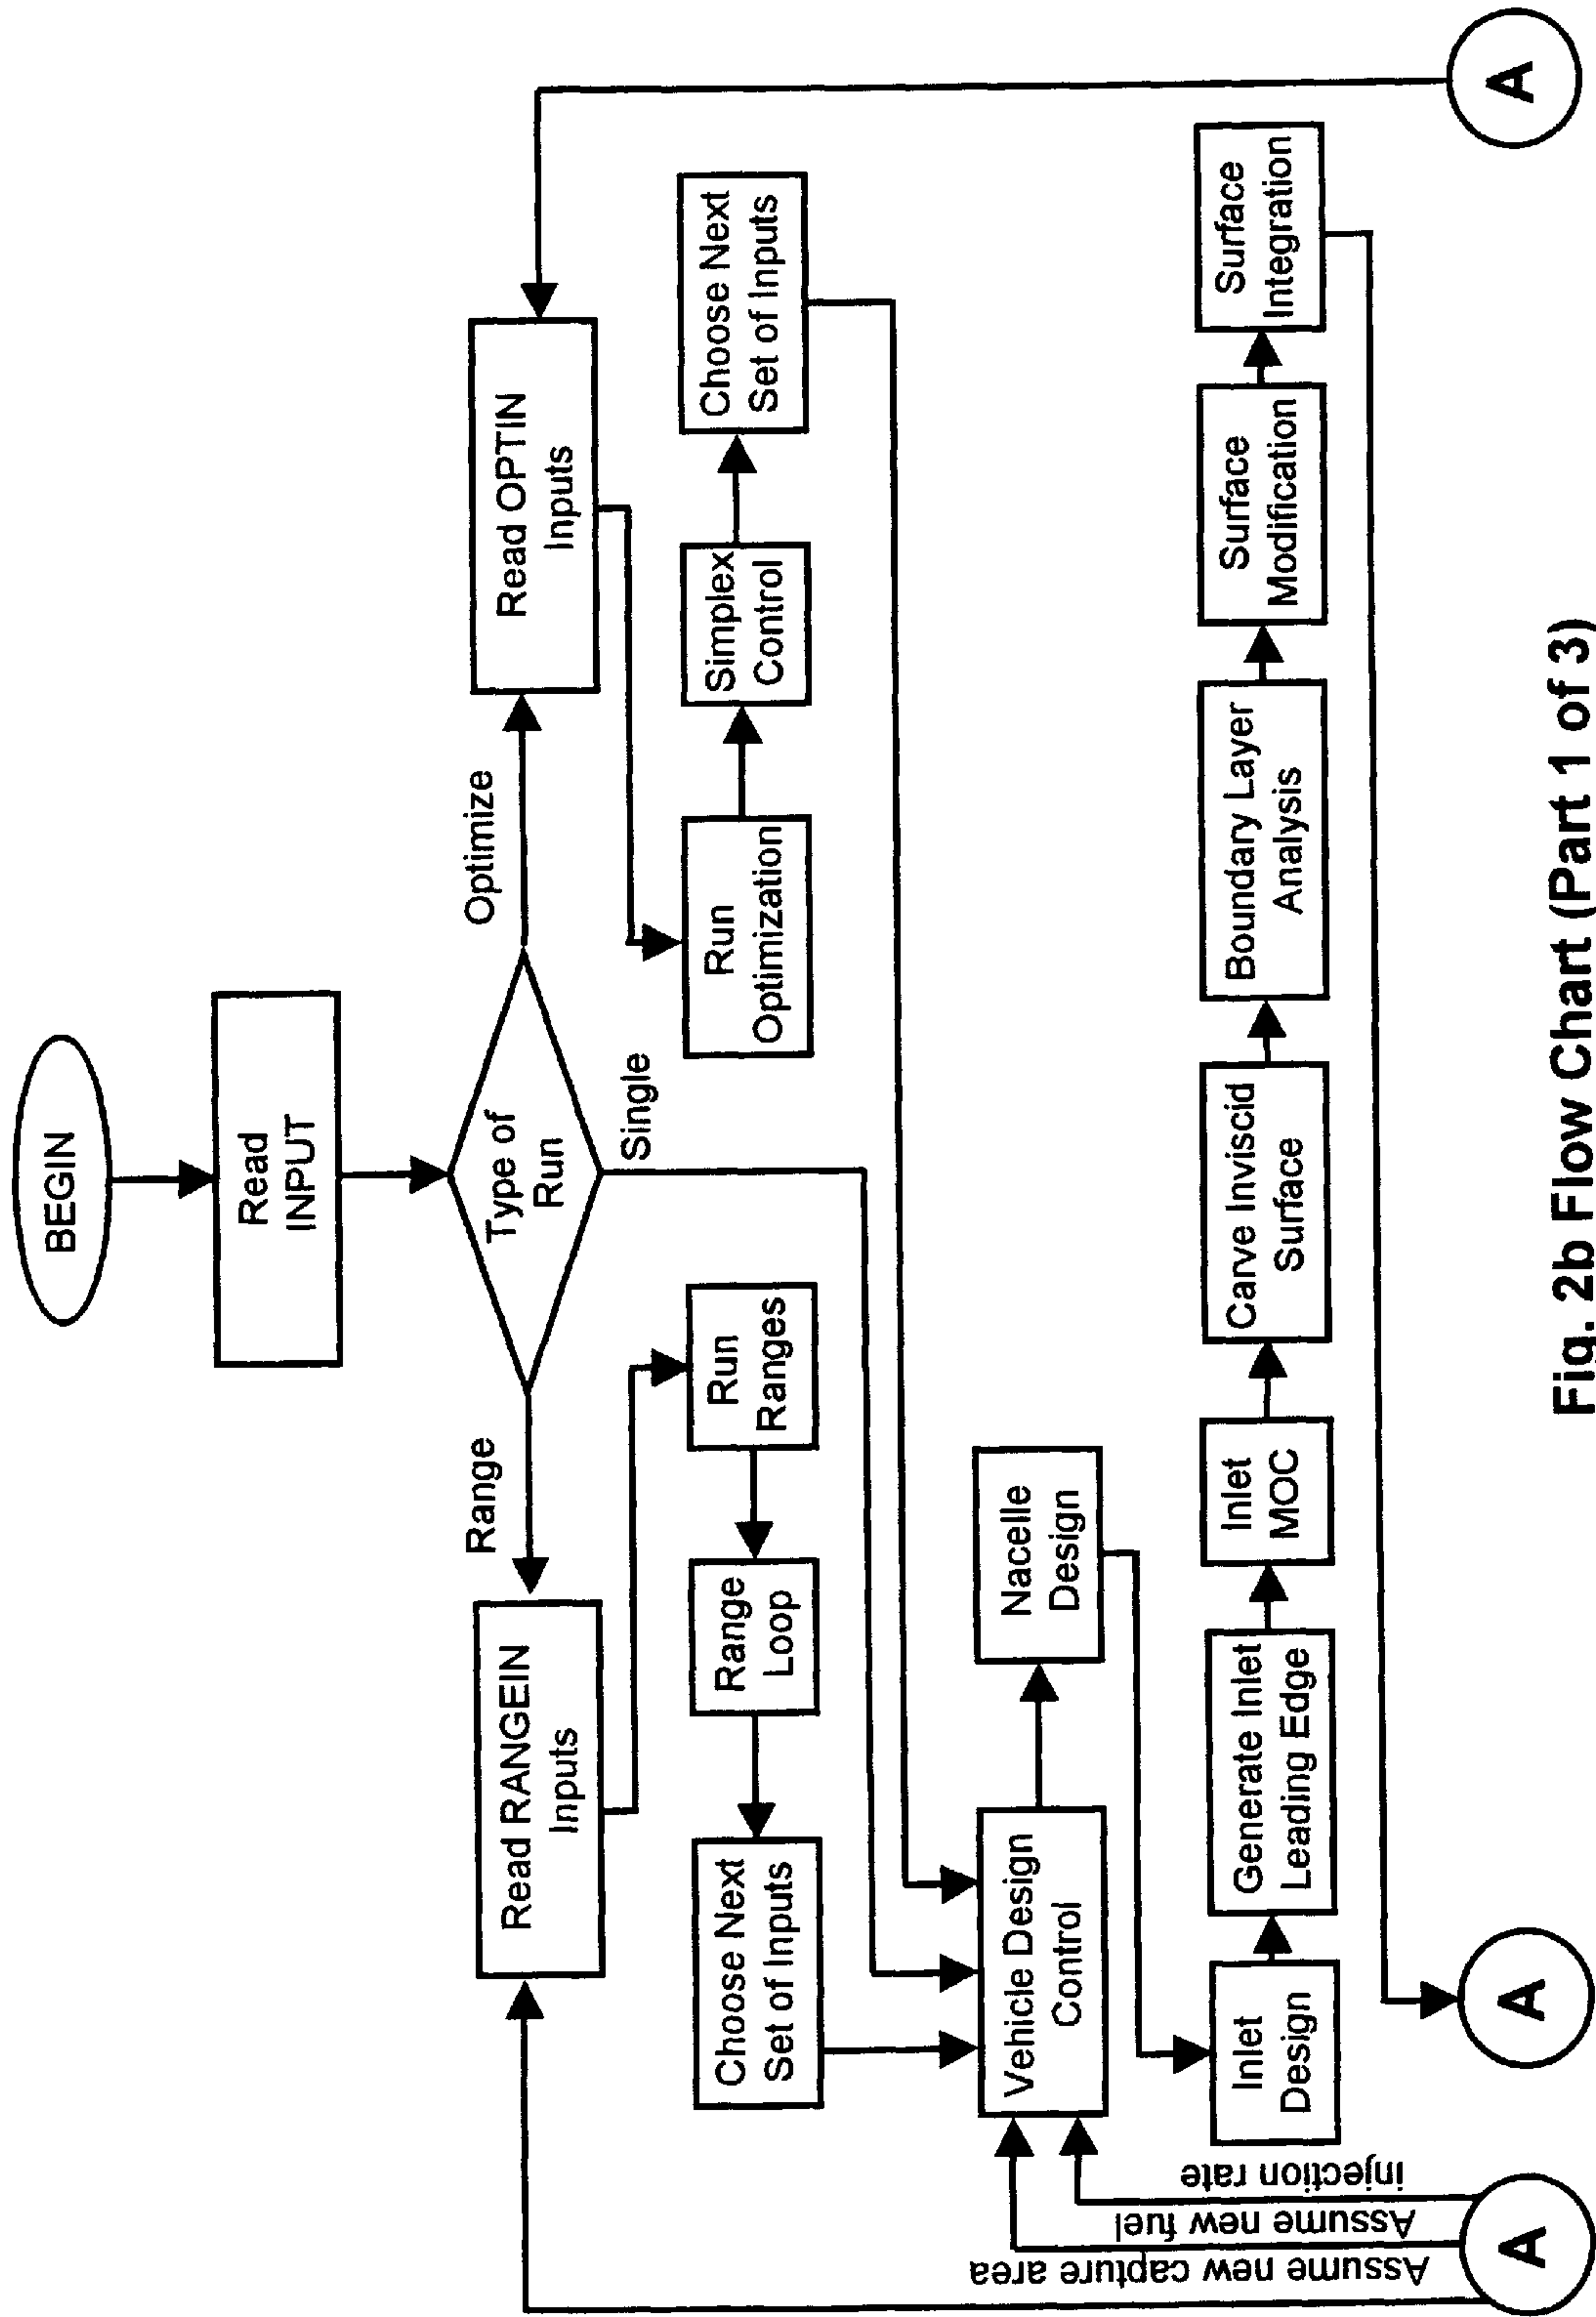 BEGIN
Read
INPUT
Type of
Run
Range
Optimize
Single
Read RANGEIN
Inputs
Read OPTIN
Inputs
Choose Next
Set of Inputs
Range
Loop
Run
Ranges
Run
Optimization
Simplex
Control
Choose Next
Set of Inputs
Vehicle Design
Control
Nacelle
Design
Assume new capture area
Assume new fuel
injection rate
Inlet
Design
Generate Inlet
Leading Edge
Inlet
MOC
Carve Inviscid
Surface
Boundary Layer
Analysis
Surface
Modification
Surface
Integration
A
A
A
Fig. 2b Flow Chart (Part 1 of 3)